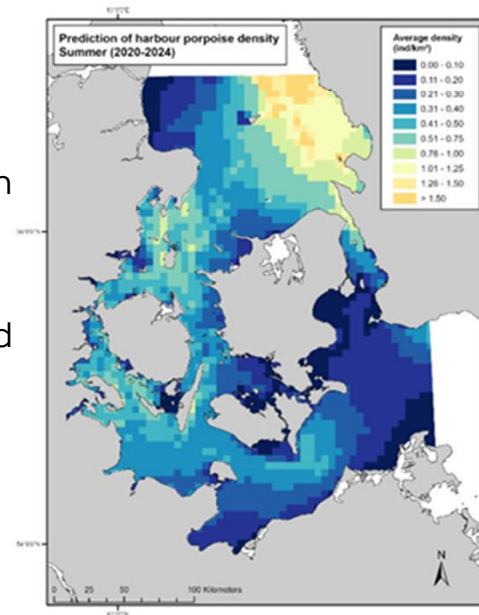 Prediction of harbour porpoise density
Summer (2020-2024)
Average density
(ind/km²)
0.00 - 0.10
0.11 - 0.20
0.21 - 0.30
0.31 - 0.40
0.41 - 0.50
0.51 - 0.75
0.76 - 1.00
1.01 - 1.25
1.26 - 1.50
> 1.50
N
0 25 50 100 Kilometers